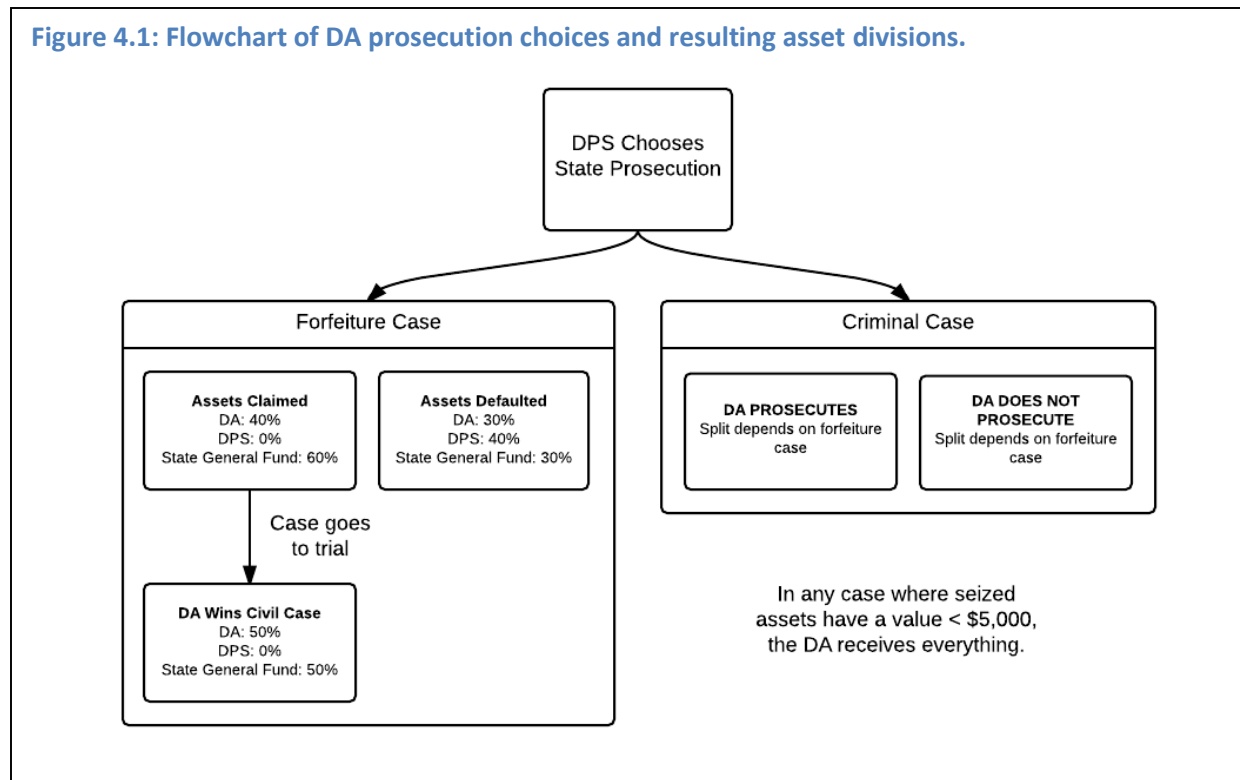 Figure 4.1: Flowchart of DA prosecution choices and resulting asset divisions.
DPS Chooses
State Prosecution
Forfeiture Case
Assets Claimed
DA: 40%
DPS: 0%
State General Fund: 60%
Assets Defaulted
DA: 30%
DPS: 40%
State General Fund: 30%
Case goes
to trial
DA Wins Civil Case
DA: 50%
DPS: 0%
State General Fund: 50%
Criminal Case
DA PROSECUTES
Split depends on forfeiture
case
DA DOES NOT
PROSECUTE
Split depends on forfeiture
case
In any case where seized
assets have a value < $5,000,
the DA receives everything.